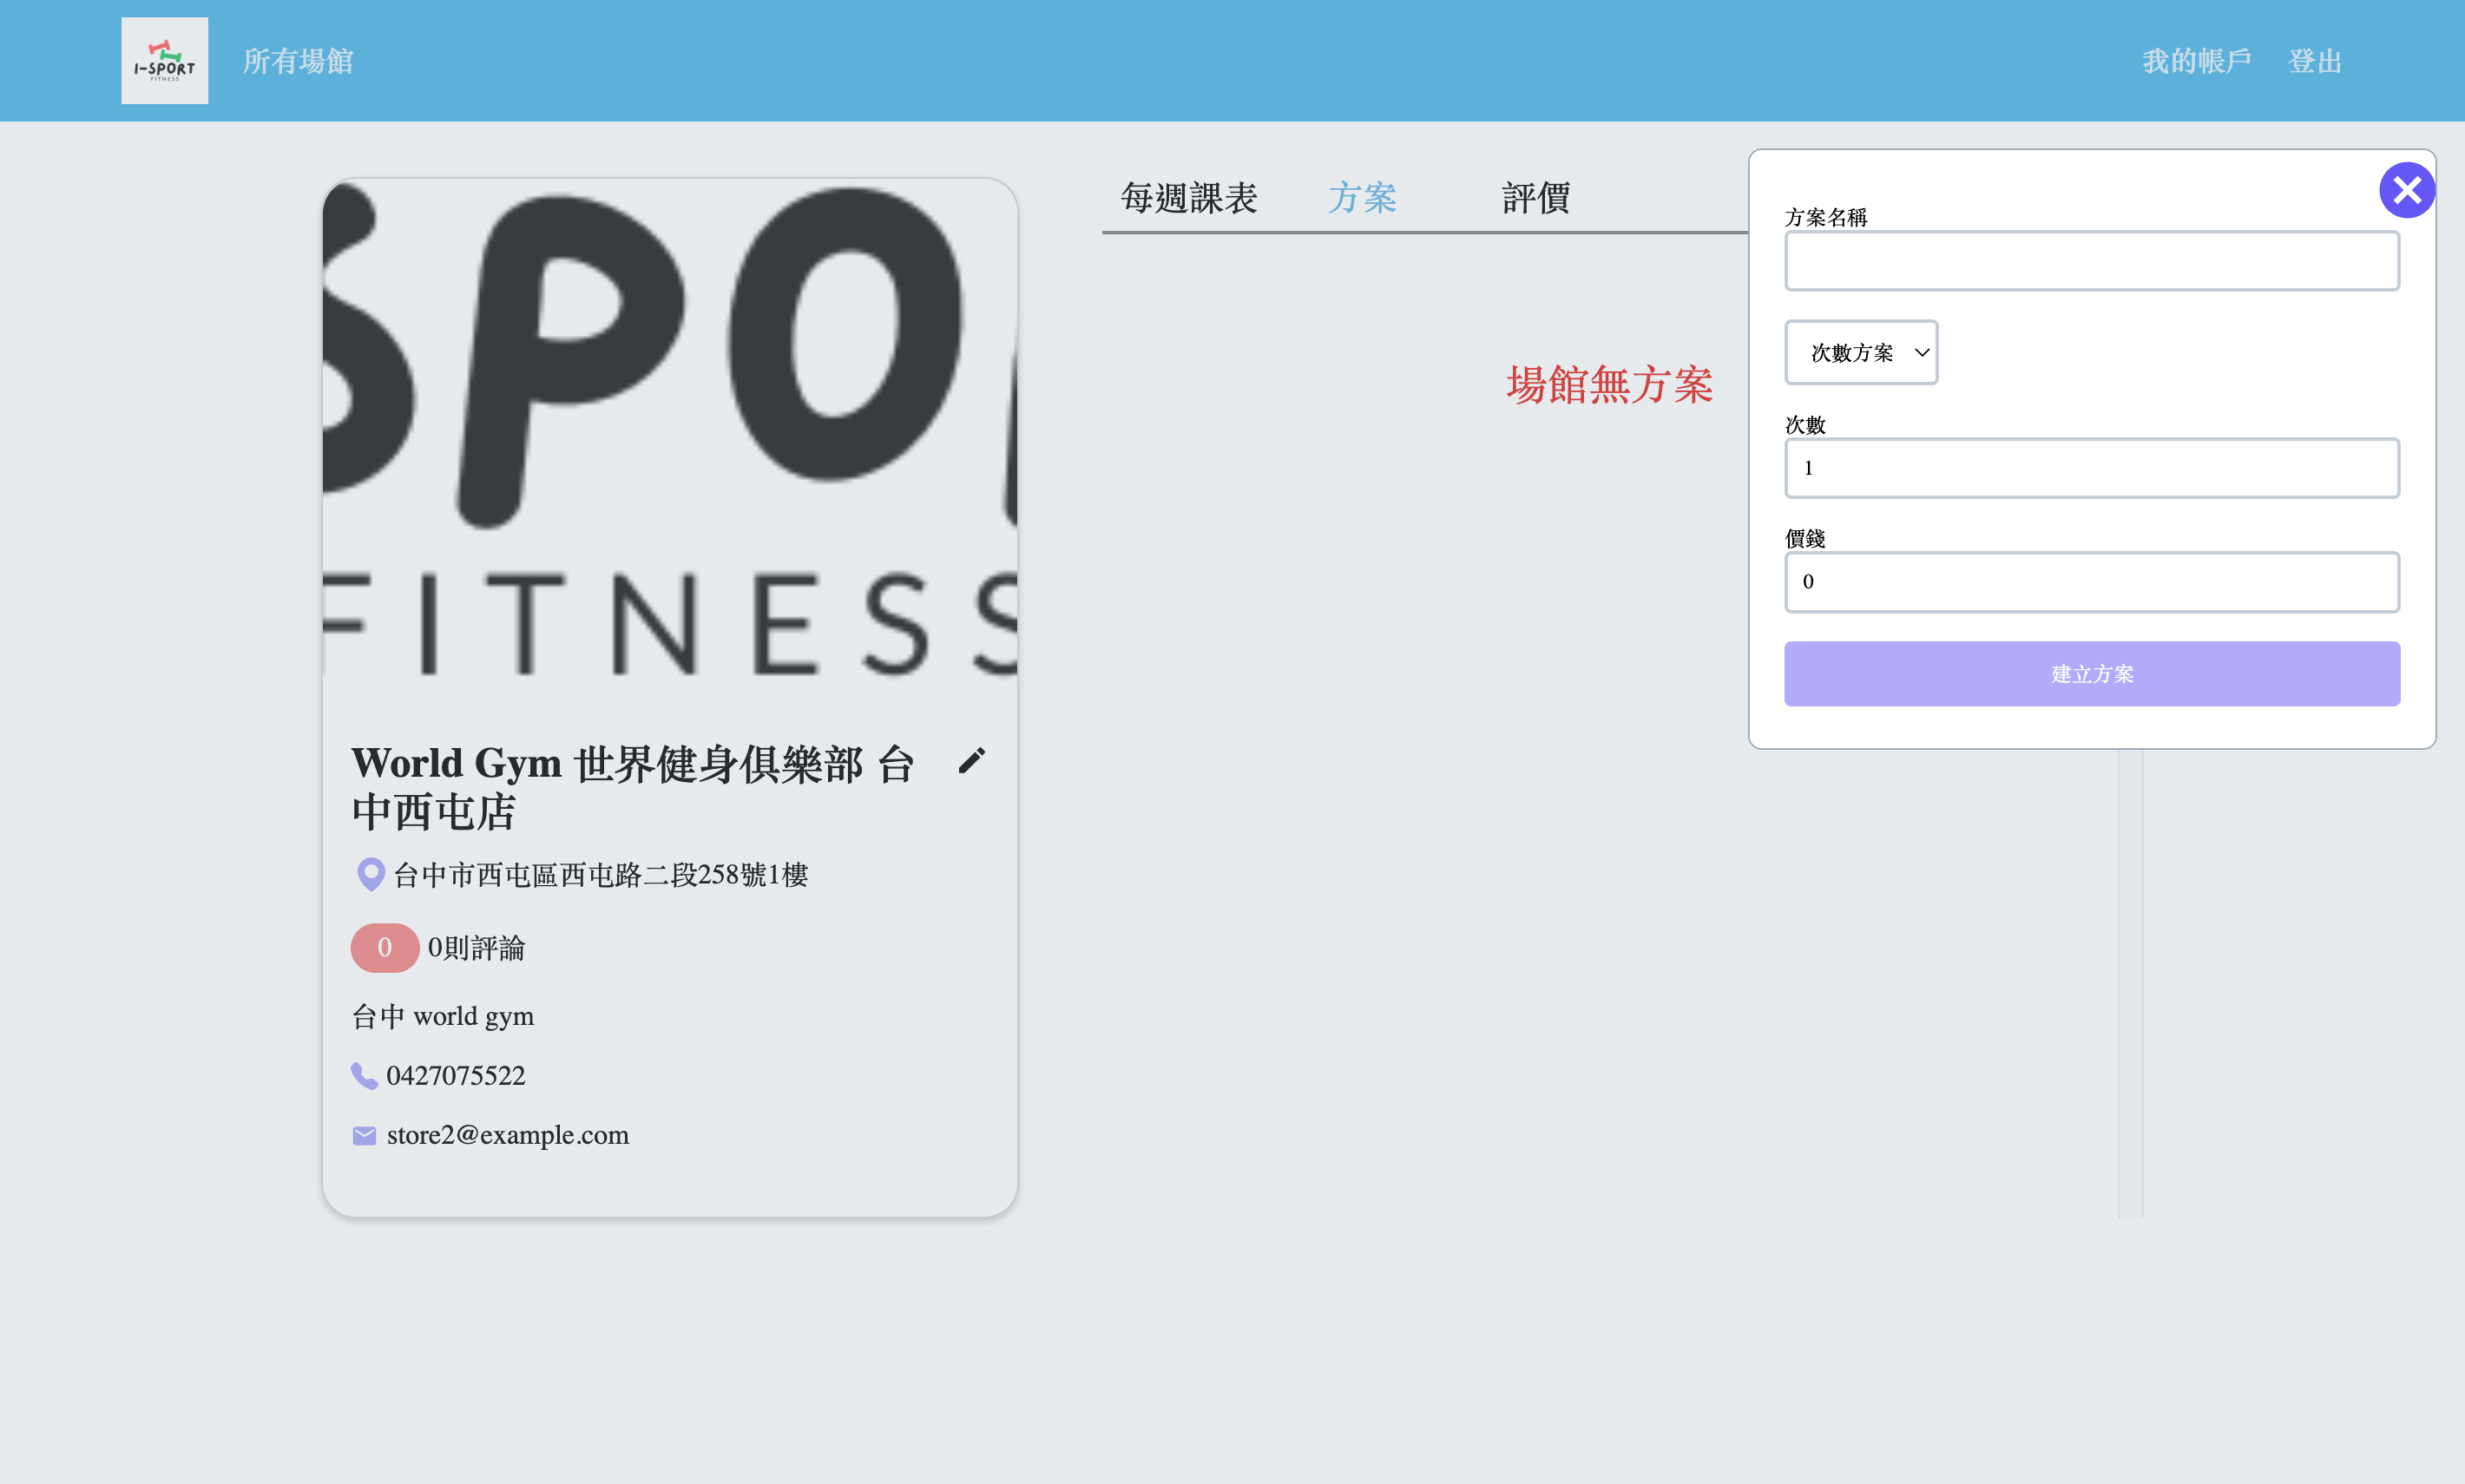 I-SPORT
FITNESS
所有場館
我的帳戶
登出
SPO
FITNESS
World Gym 世界健身俱樂部 台
中西屯店
台中市西屯區西屯路二段258號1樓
0
0則評論
台中 world gym
0427075522
store2@example.com
每週課表
方案
評價
場館無方案
方案名稱
次數方案
次數
1
價錢
0
建立方案